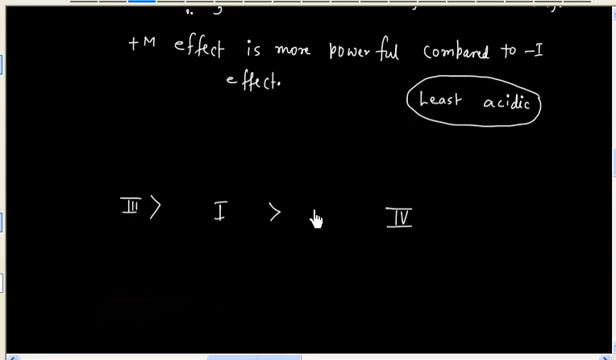 +M effect is more powerful compared to -I
effect.
Least acidic
III > I > IV